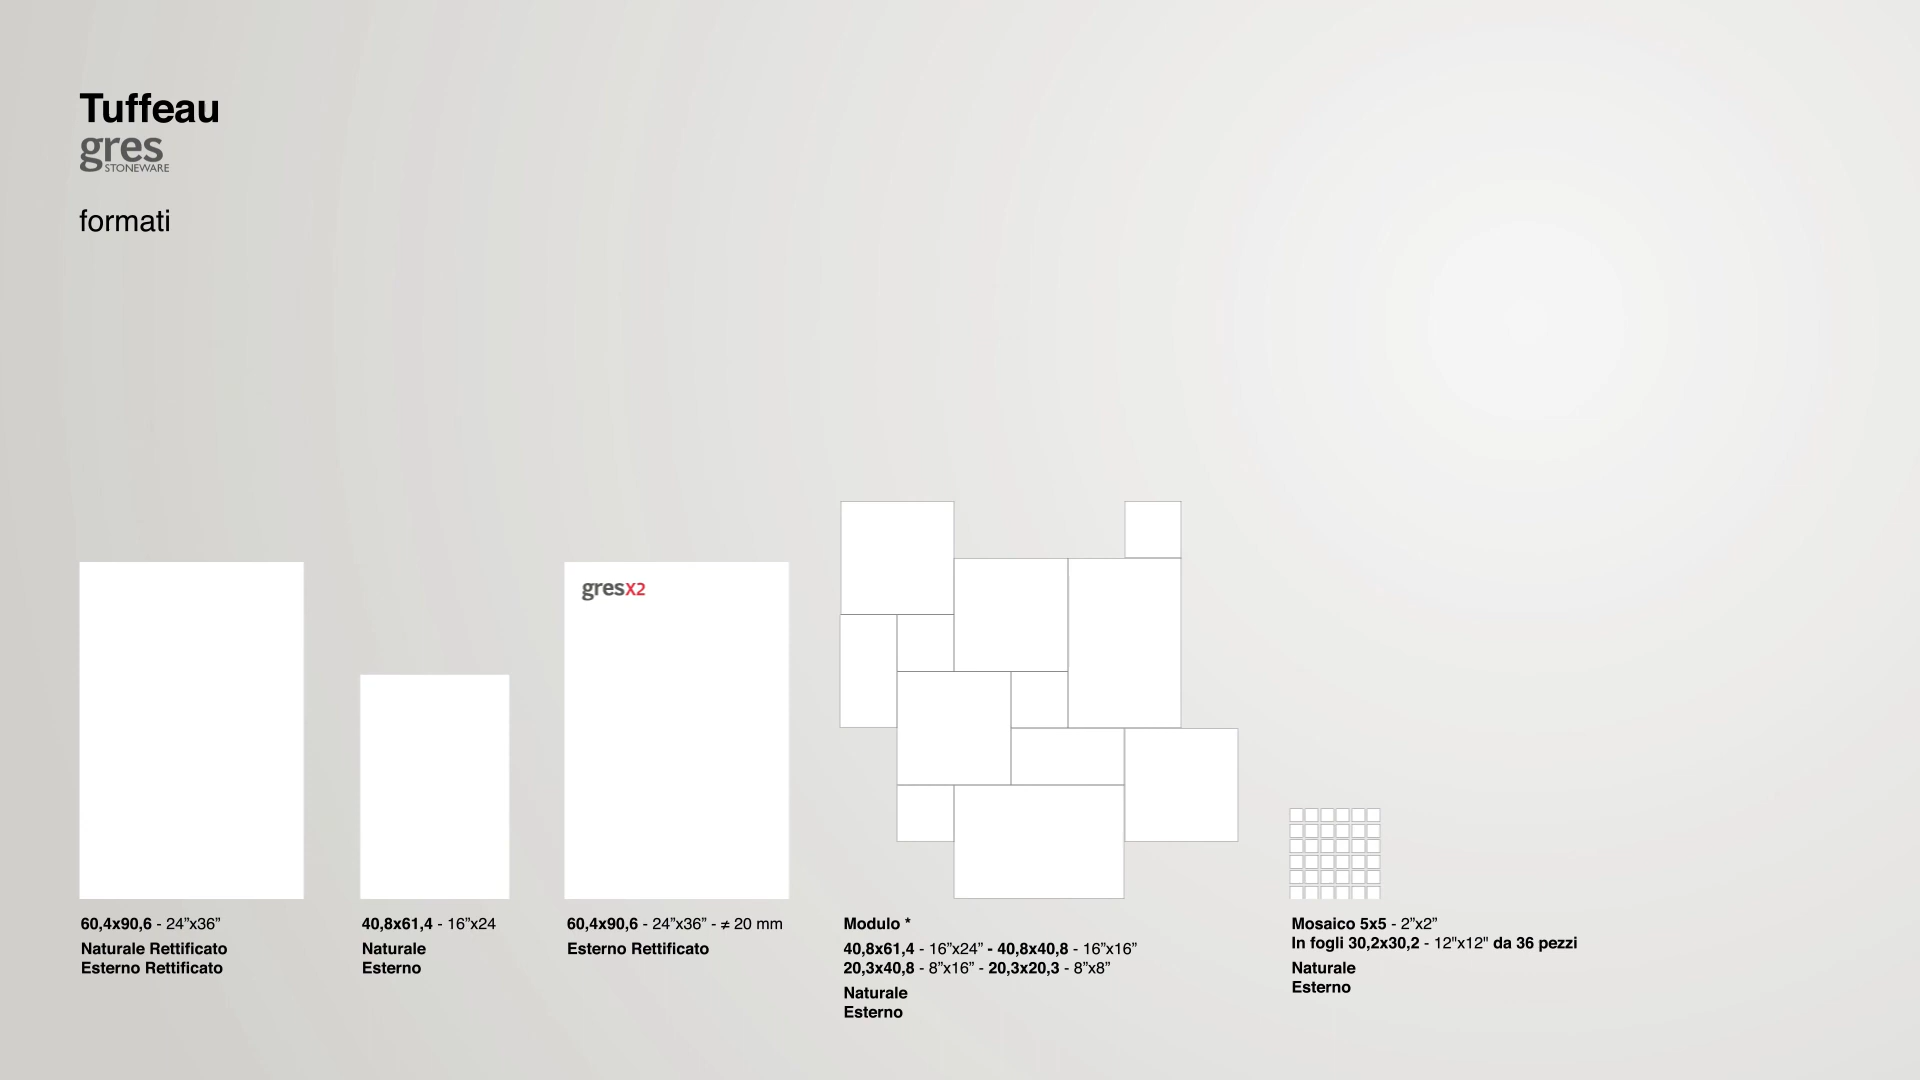 Tuffeau
gres
STONEWARE
formati
gresX2
60,4x90,6 - 24”x36”
Naturale Rettificato
Esterno Rettificato
40,8x61,4 - 16”x24
Naturale
Esterno
60,4x90,6 - 24”x36” - ≠ 20 mm
Esterno Rettificato
Modulo *
40,8x61,4 - 16”x24” - 40,8x40,8 - 16”x16”
20,3x40,8 - 8”x16” - 20,3x20,3 - 8”x8”
Naturale
Esterno
Mosaico 5x5 - 2”x2”
In fogli 30,2x30,2 - 12"x12" da 36 pezzi
Naturale
Esterno